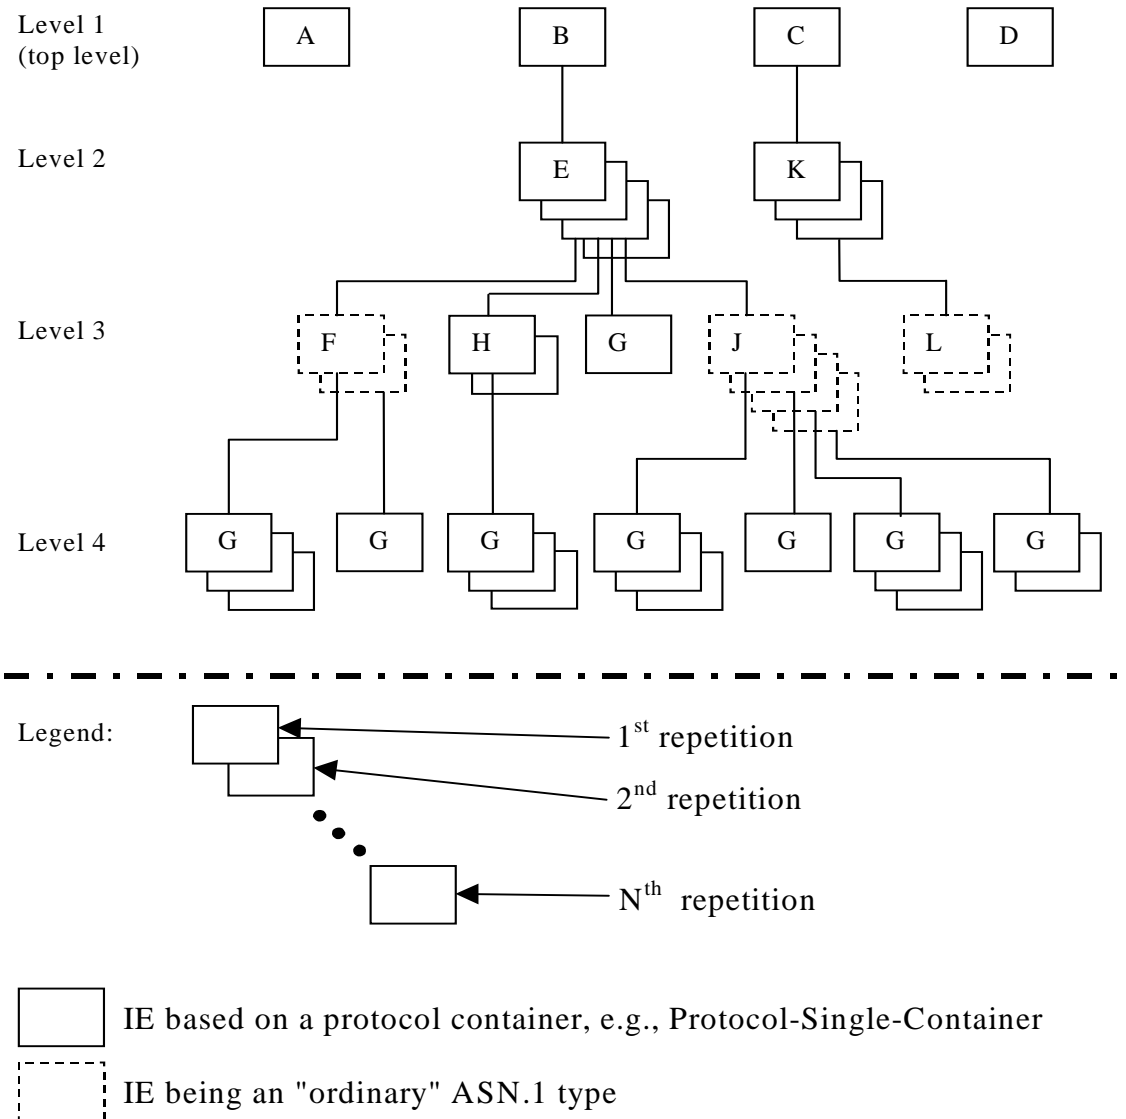 Level 1
(top level)
A B C D
Level 2
E K
Level 3
F H G J L
Level 4
G G G G G G G
Legend:
1st repetition
2nd repetition
Nth repetition
IE based on a protocol container, e.g., Protocol-Single-Container
IE being an "ordinary" ASN.1 type